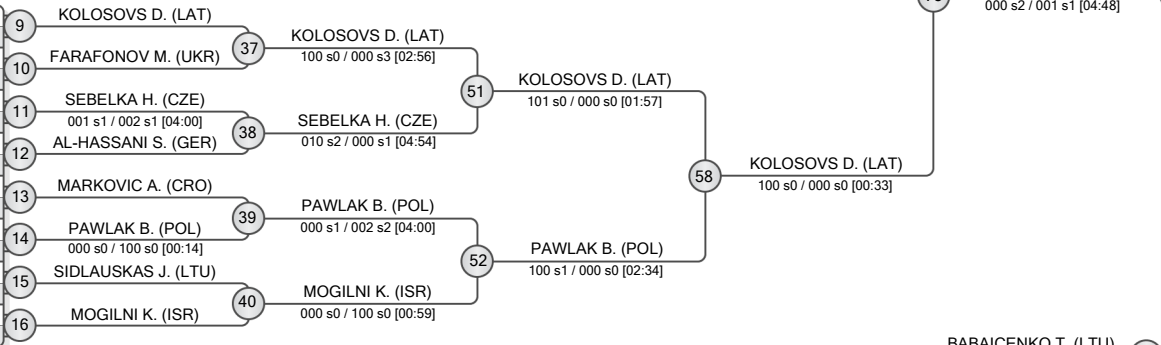 000 s2 / 001 s1 [04:48]
9
KOLOSOVS D. (LAT)
37
KOLOSOVS D. (LAT)
100 s0 / 000 s3 [02:56]
10
FARAFONOV M. (UKR)
51
KOLOSOVS D. (LAT)
101 s0 / 000 s0 [01:57]
11
SEBELKA H. (CZE)
001 s1 / 002 s1 [04:00]
38
SEBELKA H. (CZE)
010 s2 / 000 s1 [04:54]
12
AL-HASSANI S. (GER)
58
KOLOSOVS D. (LAT)
100 s0 / 000 s0 [00:33]
13
MARKOVIC A. (CRO)
39
PAWLAK B. (POL)
000 s1 / 002 s2 [04:00]
14
PAWLAK B. (POL)
000 s0 / 100 s0 [00:14]
52
PAWLAK B. (POL)
100 s1 / 000 s0 [02:34]
15
SIDLAUSKAS J. (LTU)
40
MOGILNI K. (ISR)
000 s0 / 100 s0 [00:59]
16
MOGILNI K. (ISR)
BABAICENKO T. (LTU)